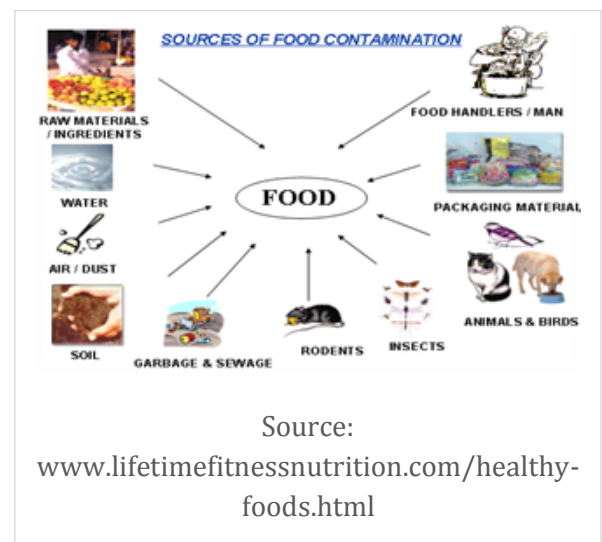 SOURCES OF FOOD CONTAMINATION
RAW MATERIALS
/ INGREDIENTS
FOOD HANDLERS / MAN
WATER
FOOD
PACKAGING MATERIAL
AIR / DUST
ANIMALS & BIRDS
SOIL
GARBAGE & SEWAGE
RODENTS
INSECTS
Source:
www.lifetimefitnessnutrition.com/healthy-
foods.html